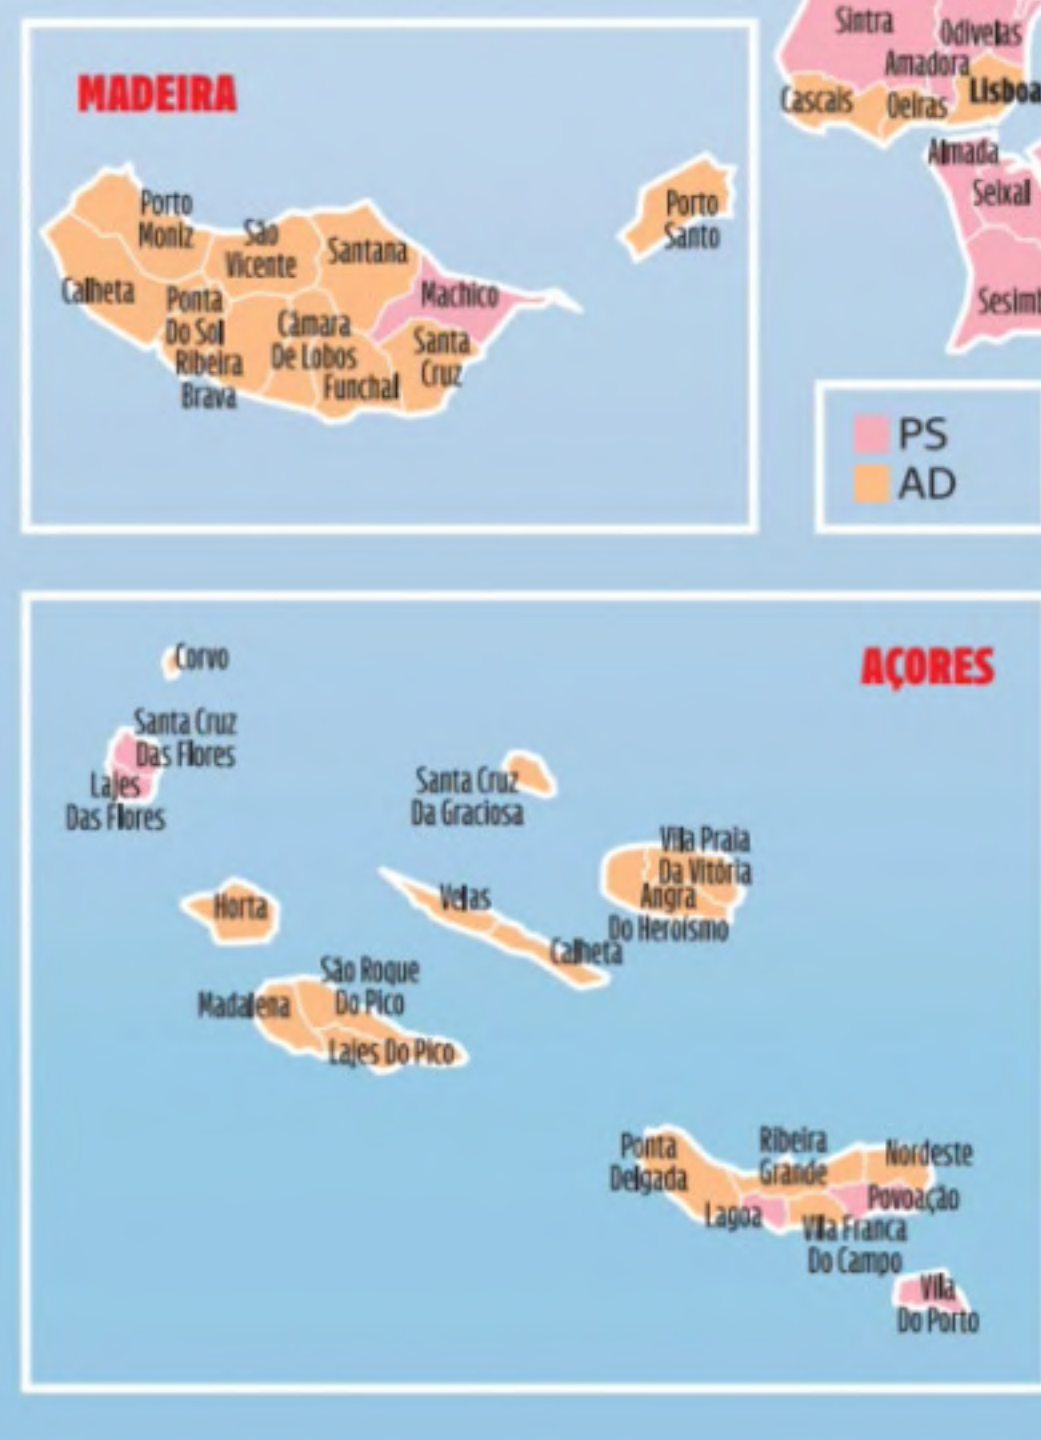 MADEIRA
Porto
Moniz
São
Vicente
Santana
Calheta
Ponta
Do Sol
Ribeira
Brava
Câmara
De Lobos
Funchal
Machico
Santa
Cruz
Porto
Santo
Sintra
Odivelas
Amadora
Cascais
Oeiras
Lisboa
Almada
Seixal
Sesimb
PS
AD
AÇORES
Corvo
Santa Cruz
Das Flores
Lajes
Das Flores
Santa Cruz
Da Graciosa
Vila Praia
Da Vitória
Angra
Do Heroísmo
Horta
Velas
Calheta
São Roque
Do Pico
Madalena
Lajes Do Pico
Ponta
Delgada
Ribeira
Grande
Nordeste
Povoação
Lagoa
Vila Franca
Do Campo
Vila
Do Porto